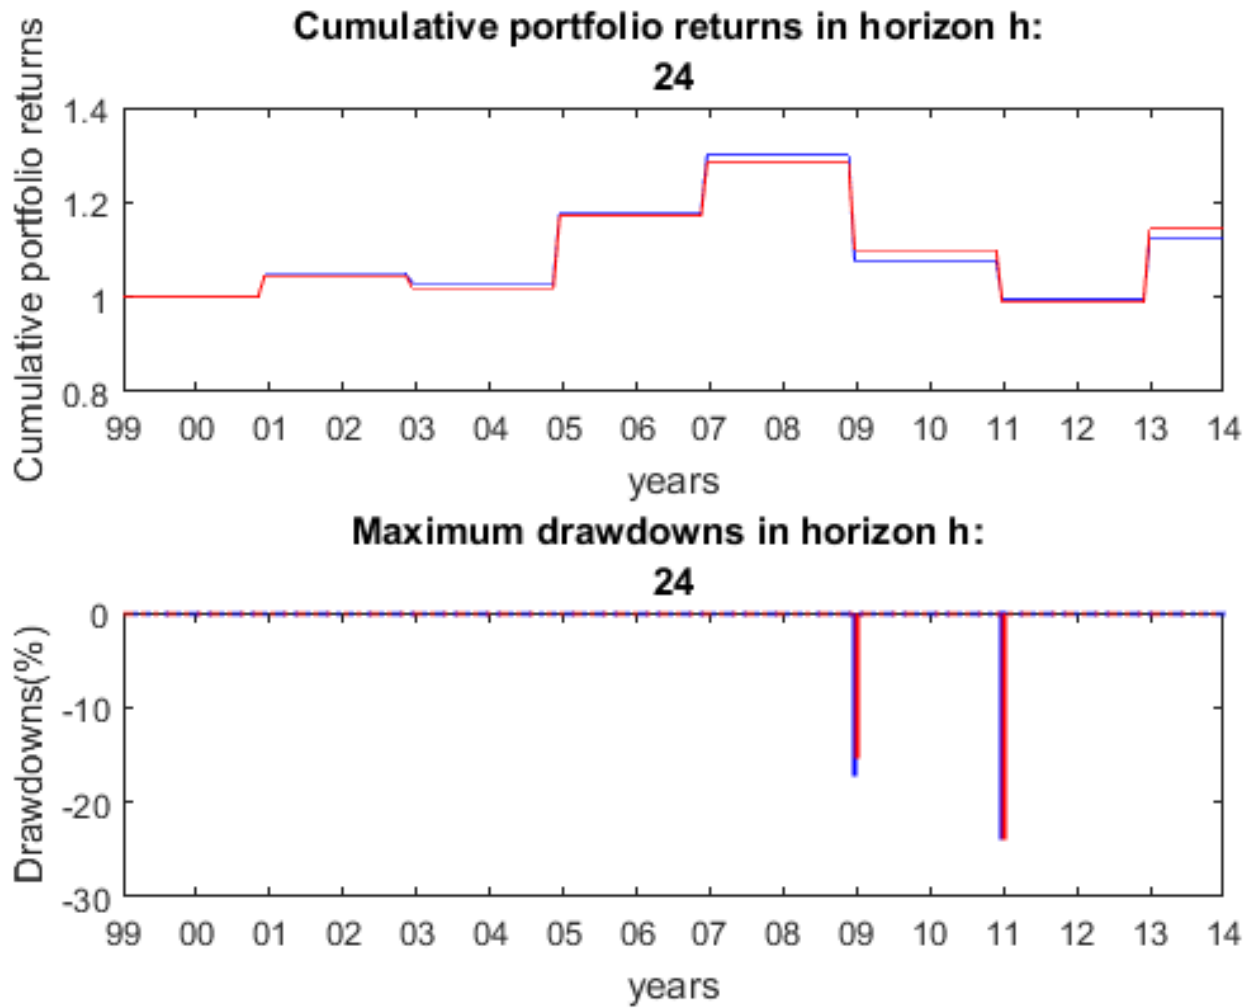 Cumulative portfolio returns in horizon h:
24
Cumulative portfolio returns
1.4
1.2
1
0.8
99 00 01 02 03 04 05 06 07 08 09 10 11 12 13 14
years
Maximum drawdowns in horizon h:
24
Drawdowns(%)
0
-10
-20
-30
99 00 01 02 03 04 05 06 07 08 09 10 11 12 13 14
years